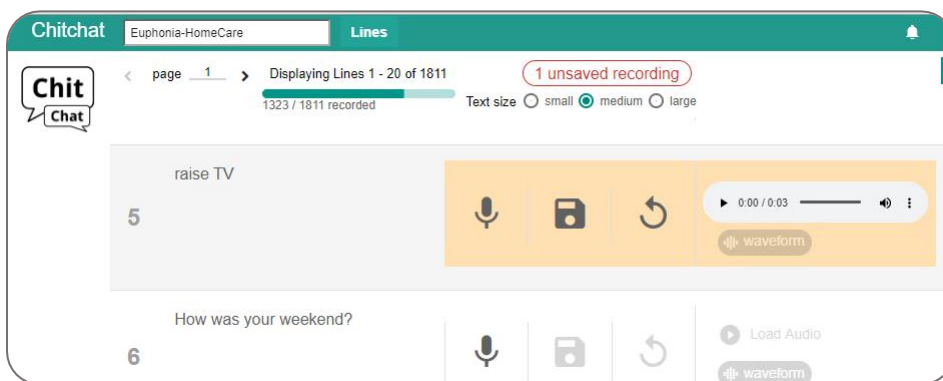 Chitchat
Euphonia-HomeCare
Lines
Chit
Chat
page 1
Displaying Lines 1 - 20 of 1811
1323 / 1811 recorded
1 unsaved recording
Text size small medium large
5
raise TV
0:00 / 0:03
waveform
6
How was your weekend?
Load Audio
waveform